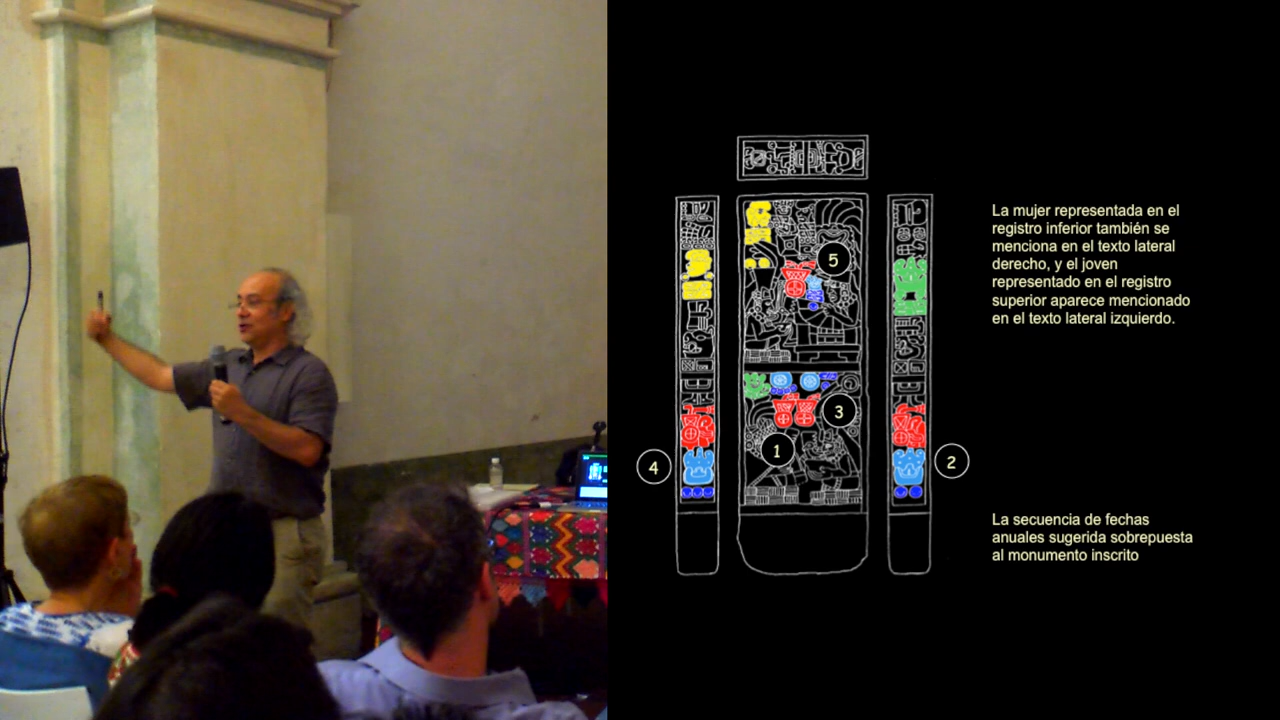 La mujer representada en el
registro inferior también se
menciona en el texto lateral
derecho, y el joven
representado en el registro
superior aparece mencionado
en el texto lateral izquierdo.
5
3
1
4
2
La secuencia de fechas
anuales sugerida sobrepuesta
al monumento inscrito